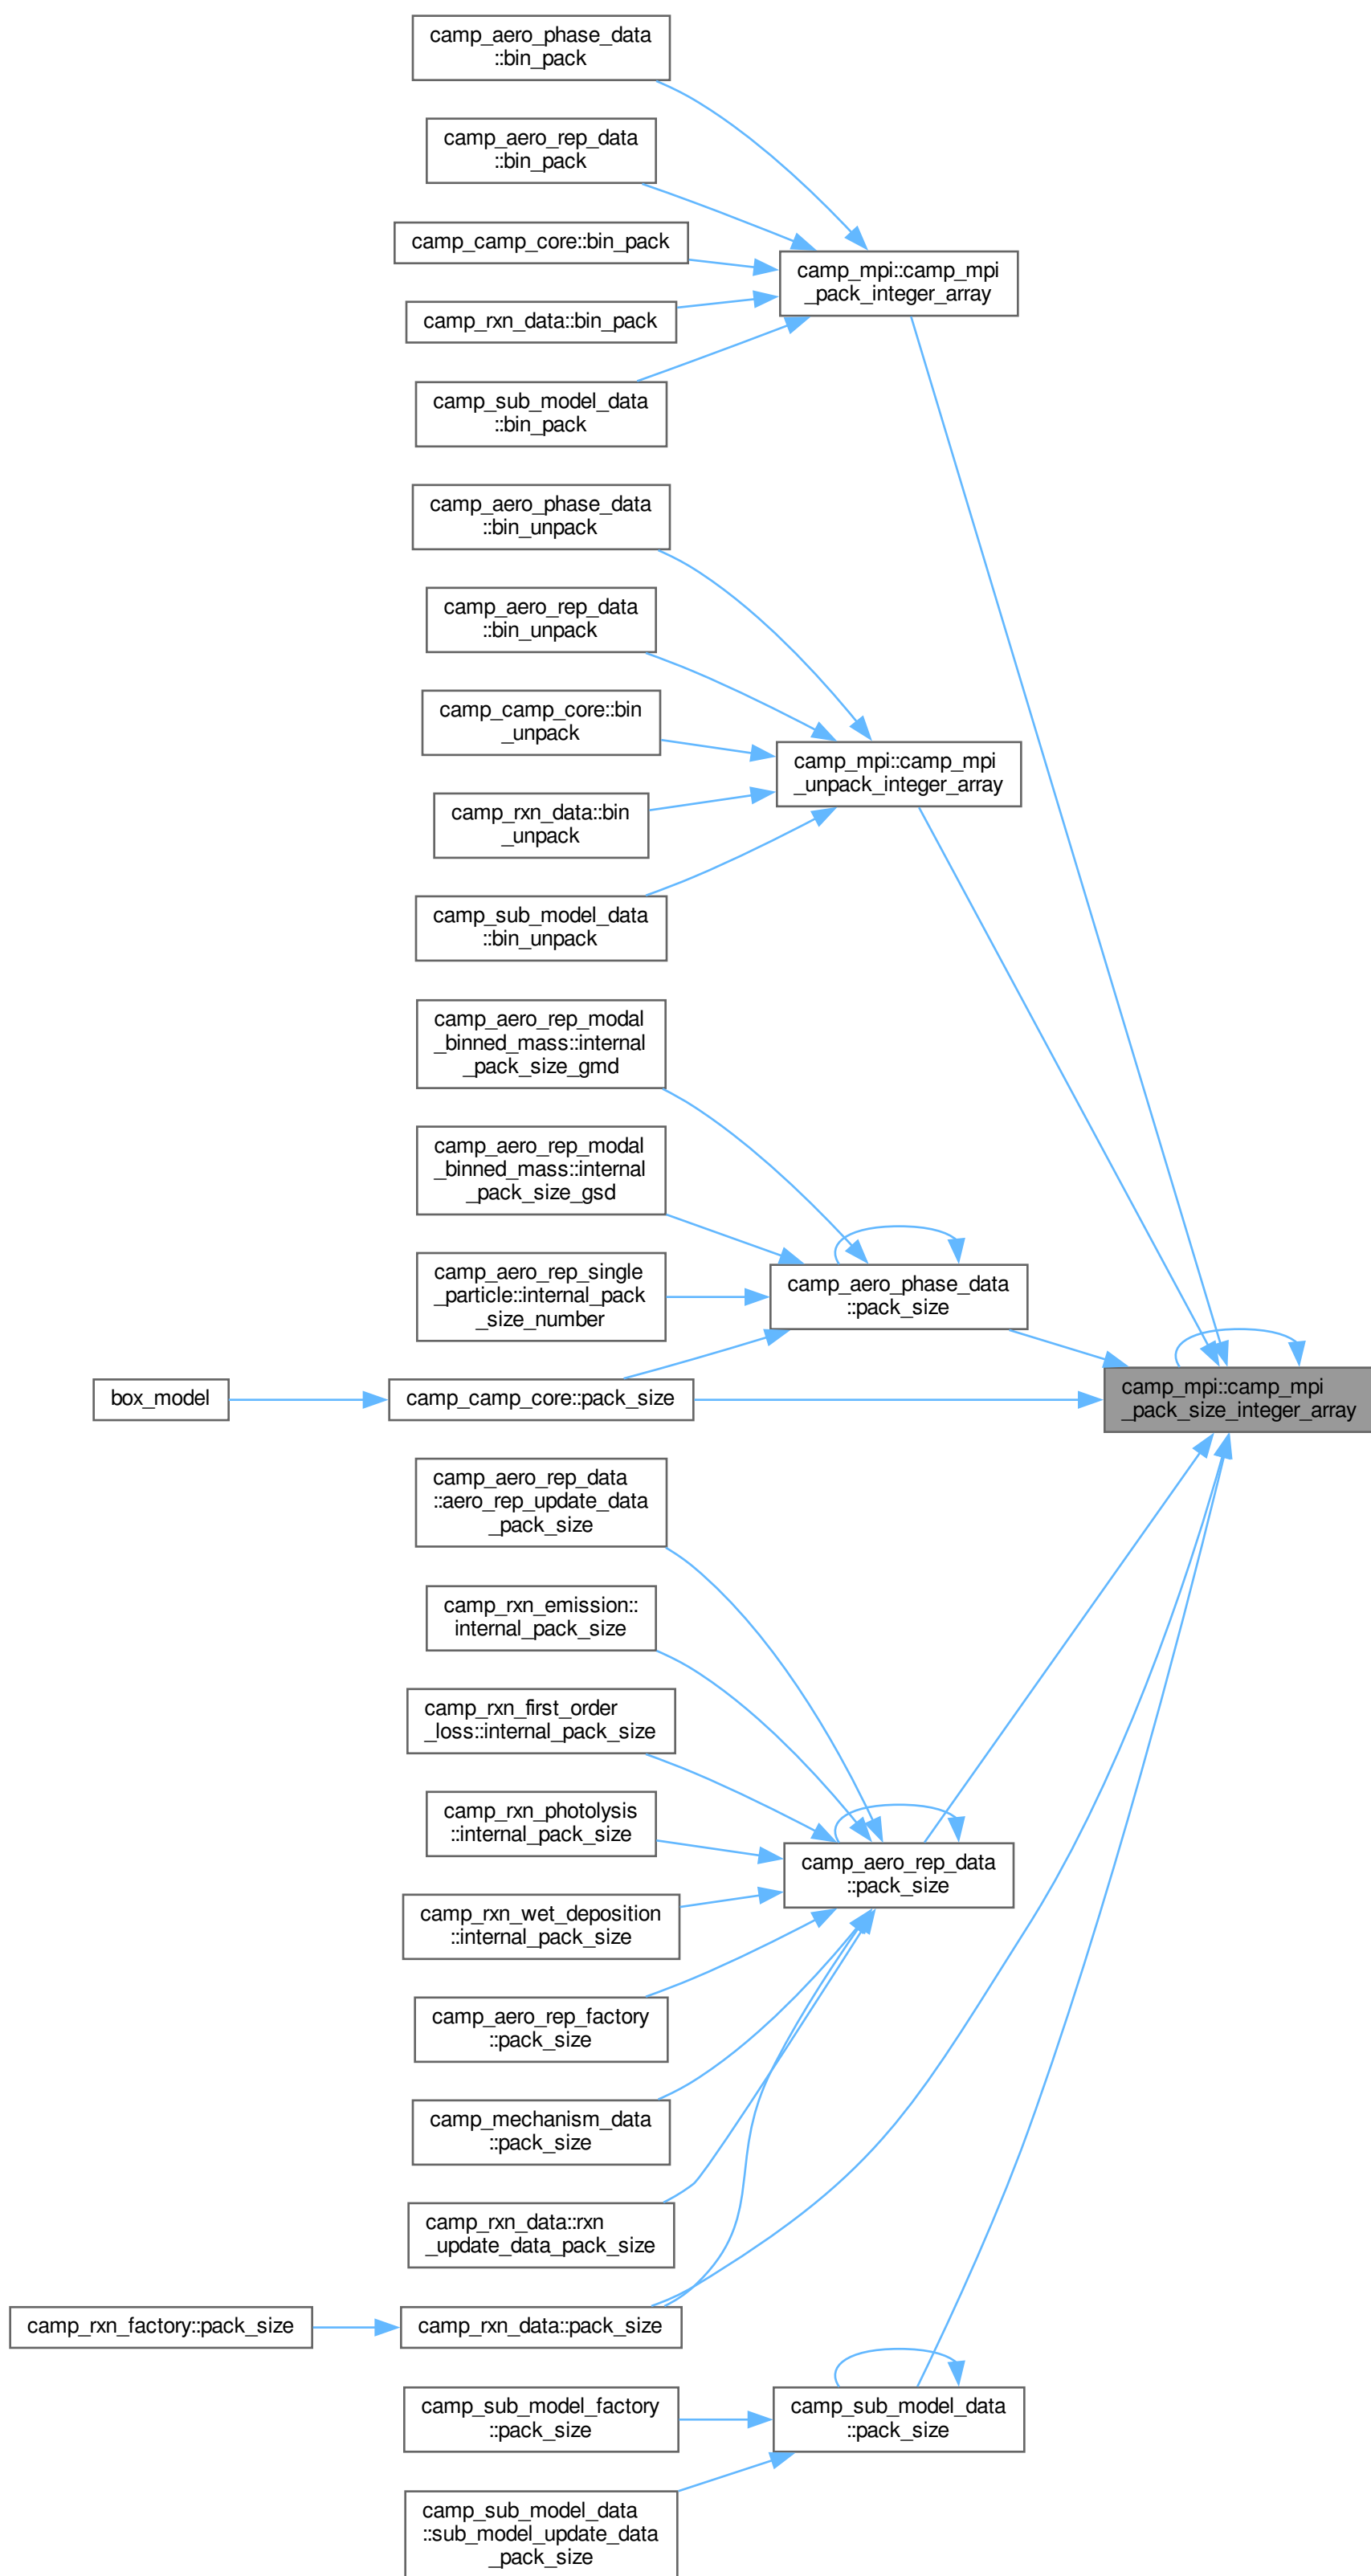 camp_aero_phase_data
::bin_pack
camp_aero_rep_data
::bin_pack
camp_camp_core::bin_pack
camp_rxn_data::bin_pack
camp_sub_model_data
::bin_pack
camp_mpi::camp_mpi
_pack_integer_array
camp_aero_phase_data
::bin_unpack
camp_aero_rep_data
::bin_unpack
camp_camp_core::bin
_unpack
camp_rxn_data::bin
_unpack
camp_sub_model_data
::bin_unpack
camp_mpi::camp_mpi
_unpack_integer_array
camp_aero_rep_modal
_binned_mass::internal
_pack_size_gmd
camp_aero_rep_modal
_binned_mass::internal
_pack_size_gsd
camp_aero_rep_single
_particle::internal_pack
_size_number
camp_aero_phase_data
::pack_size
box_model
camp_camp_core::pack_size
camp_mpi::camp_mpi
_pack_size_integer_array
camp_aero_rep_data
::aero_rep_update_data
_pack_size
camp_rxn_emission::
internal_pack_size
camp_rxn_first_order
_loss::internal_pack_size
camp_rxn_photolysis
::internal_pack_size
camp_rxn_wet_deposition
::internal_pack_size
camp_aero_rep_data
::pack_size
camp_aero_rep_factory
::pack_size
camp_mechanism_data
::pack_size
camp_rxn_data::rxn
_update_data_pack_size
camp_rxn_factory::pack_size
camp_rxn_data::pack_size
camp_sub_model_factory
::pack_size
camp_sub_model_data
::pack_size
camp_sub_model_data
::sub_model_update_data
_pack_size